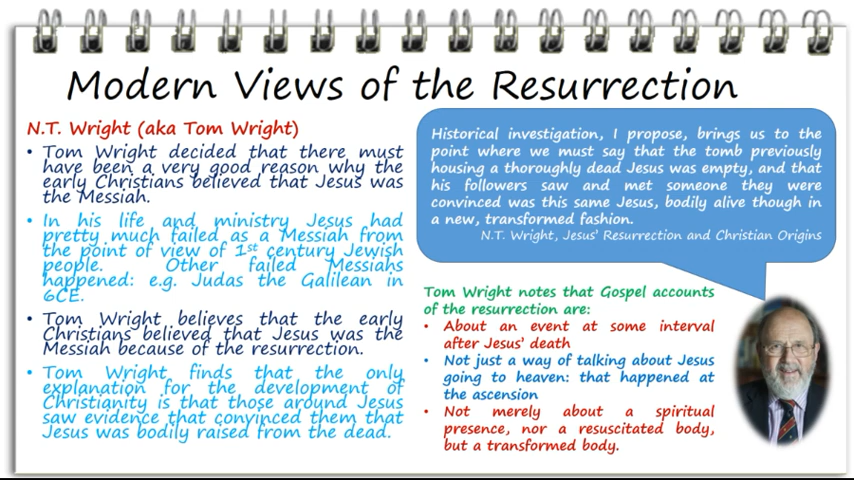 Modern Views of the Resurrection
N.T. Wright (aka Tom Wright)
• Tom Wright decided that there must
have been a very good reason why the
early Christians believed that Jesus was
the Messiah.
• In his life and ministry Jesus had
pretty much failed as a Messiah from
the point of view of 1st century Jewish
people. Other failed Messiahs
happened: e.g. Judas the Galilean in
6CE.
• Tom Wright believes that the early
Christians believed that Jesus was the
Messiah because of the resurrection.
• Tom Wright finds that the only
explanation for the development of
Christianity is that those around Jesus
saw evidence that convinced them that
Jesus was bodily raised from the dead.
Historical investigation, I propose, brings us to the
point where we must say that the tomb previously
housing a thoroughly dead Jesus was empty, and that
his followers saw and met someone they were
convinced was this same Jesus, bodily alive though in
a new, transformed fashion.
N.T. Wright, Jesus' Resurrection and Christian Origins
Tom Wright notes that Gospel accounts
of the resurrection are:
• About an event at some interval
after Jesus' death
• Not just a way of talking about Jesus
going to heaven: that happened at
the ascension
• Not merely about a spiritual
presence, nor a resuscitated body,
but a transformed body.